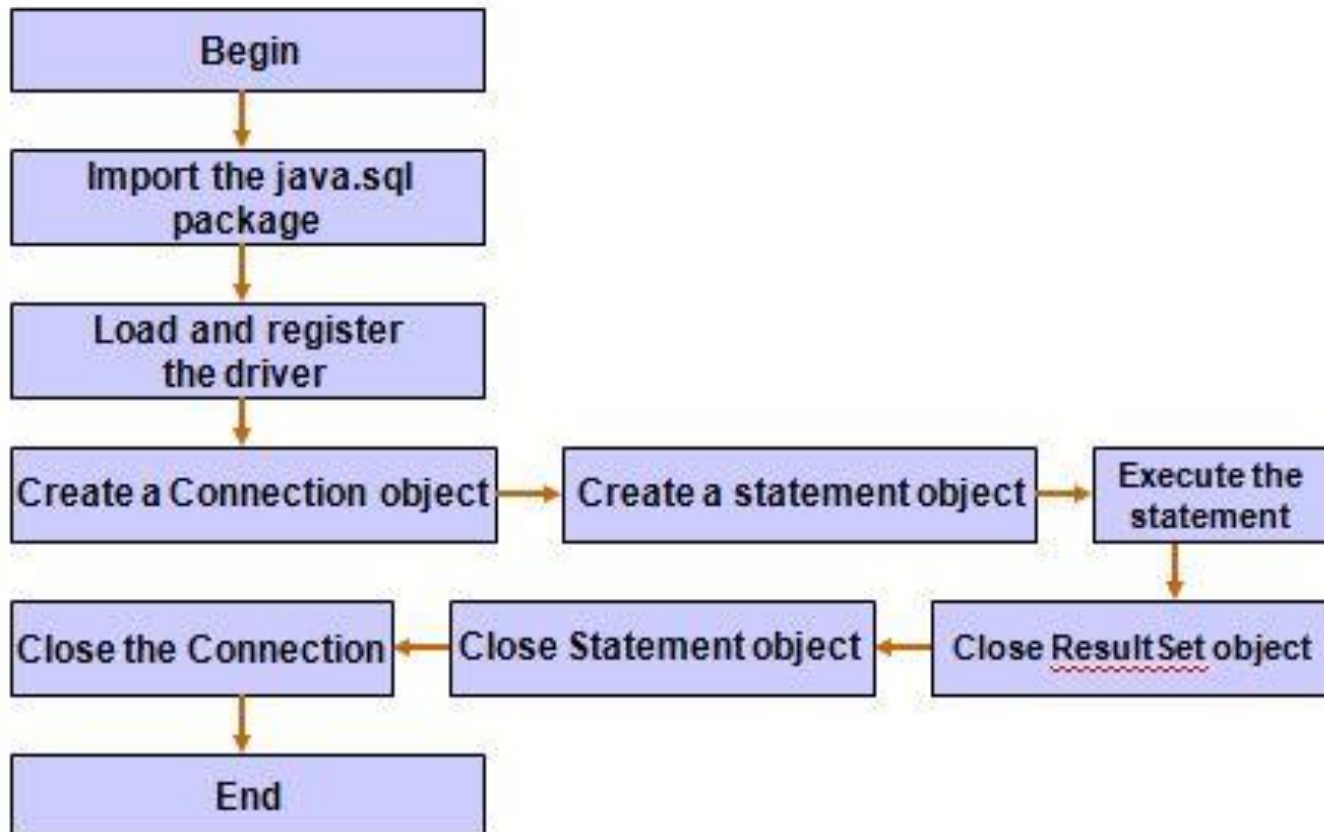 Begin
Import the java.sql
package
Load and register
the driver
Create a Connection object
Create a statement object
Execute the
statement
Close ResultSet object
Close Statement object
Close the Connection
End